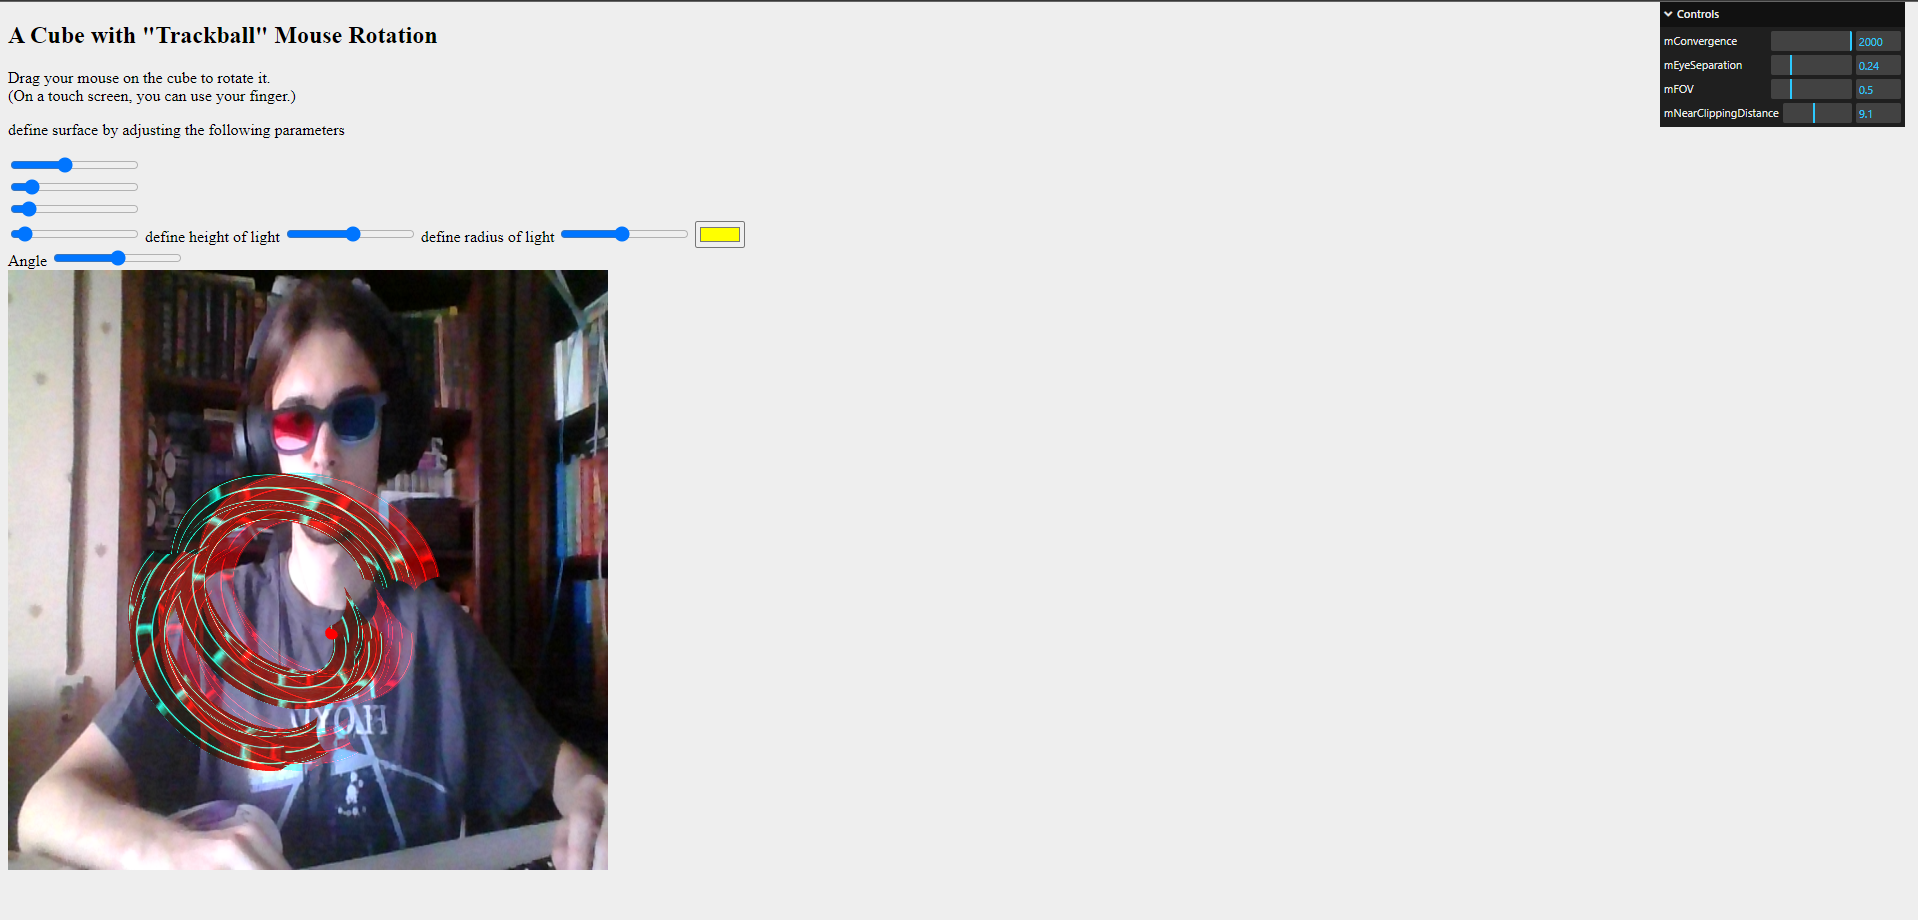 A Cube with "Trackball" Mouse Rotation
Drag your mouse on the cube to rotate it.
(On a touch screen, you can use your finger.)
define surface by adjusting the following parameters
define height of light
define radius of light
Angle
Controls
mConvergence 2000
mEyeSeparation 0.24
mFOV 0.5
mNearClippingDistance 9.1